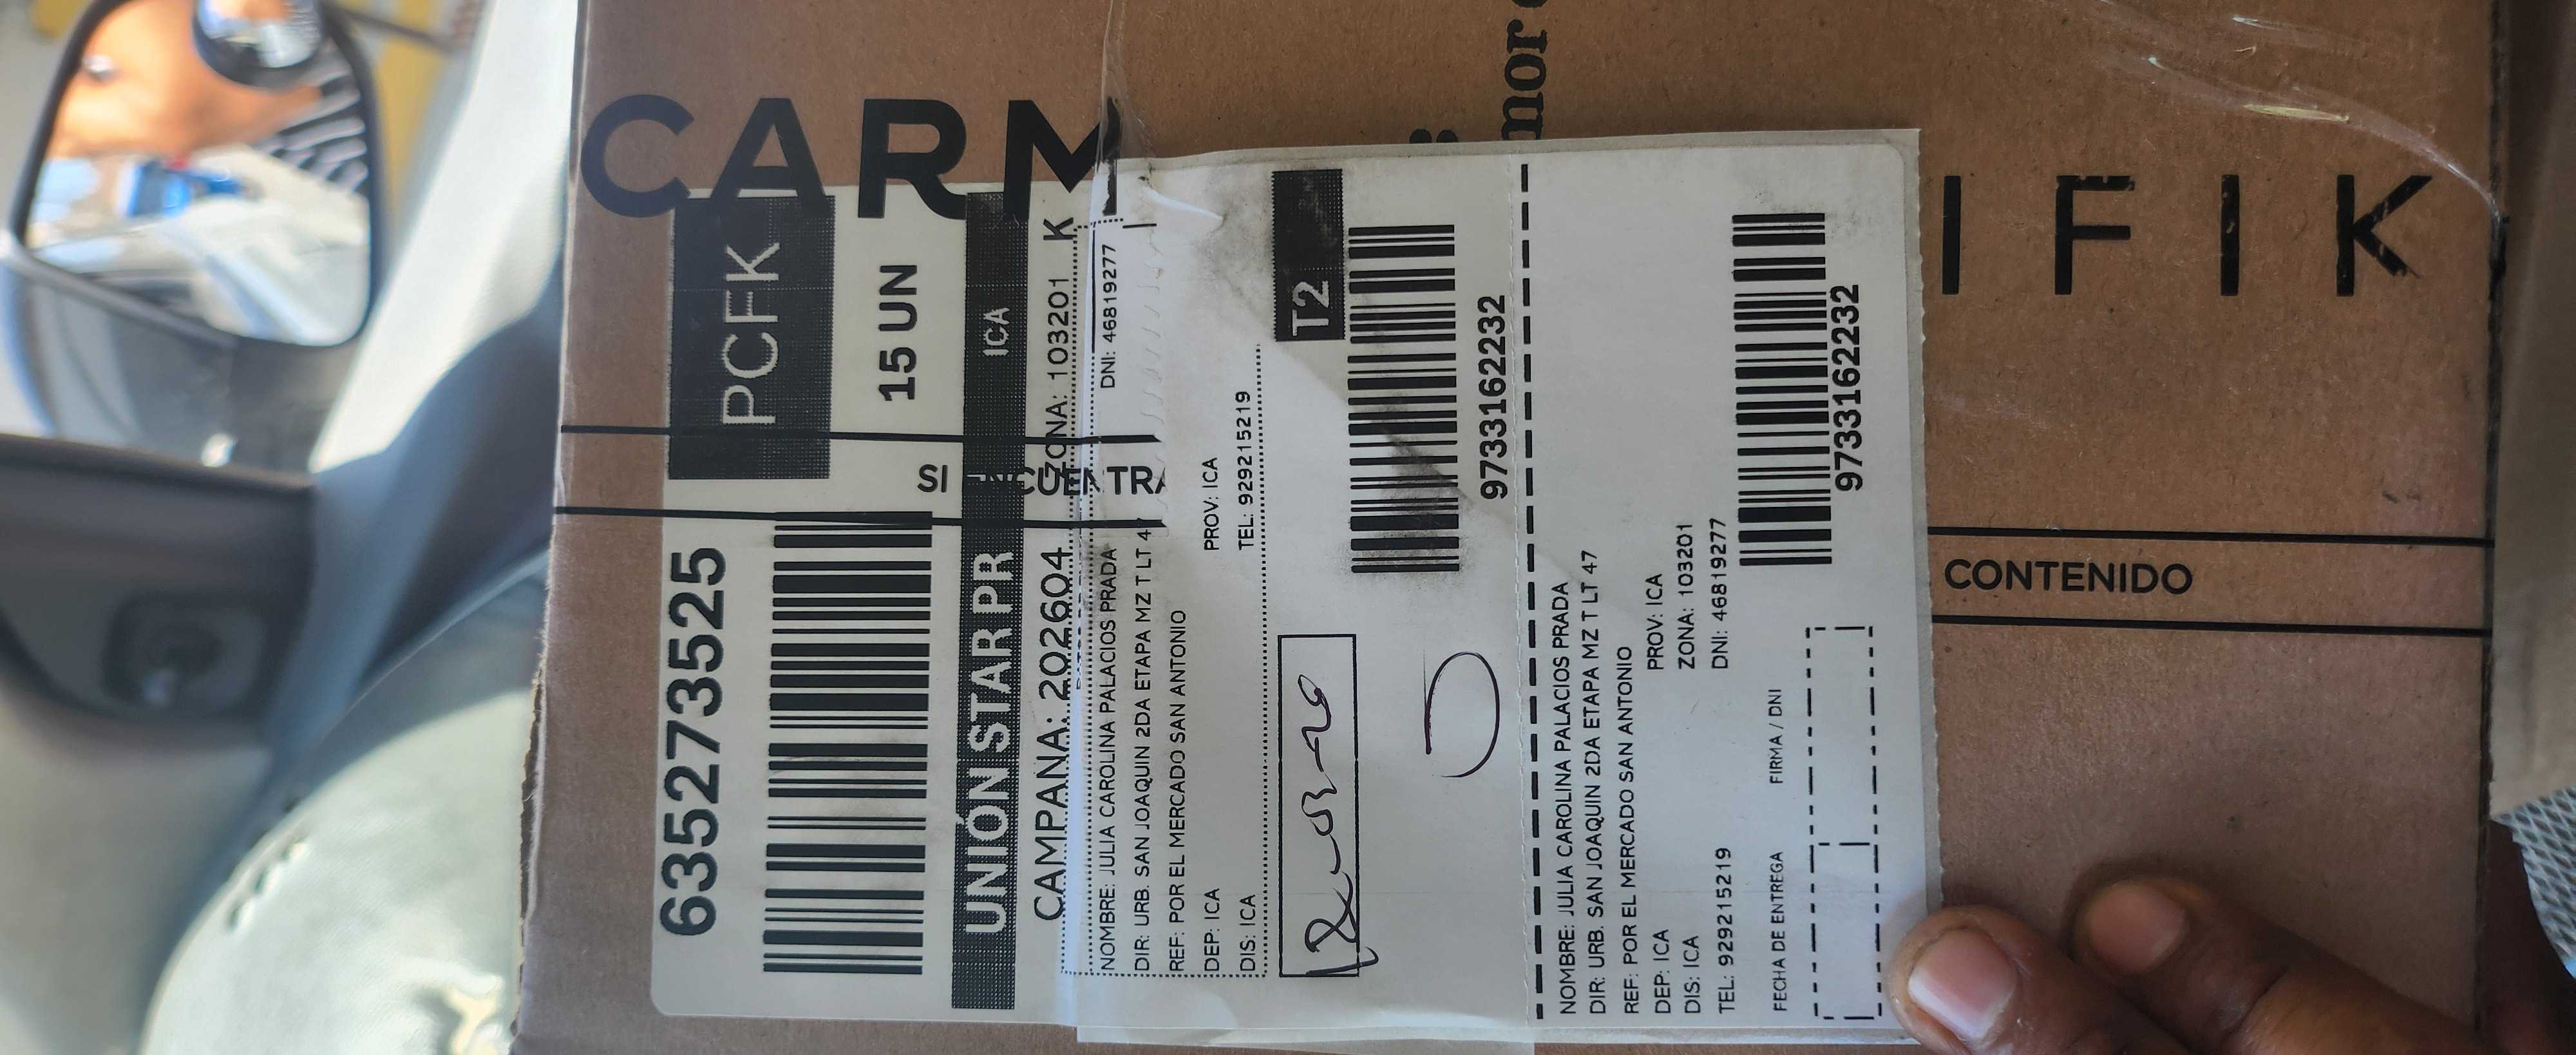 CARM
PCFK
15 UN
6352735252
UNIÓN STAR PR
ICA
CAMPAÑA: 202604
ZONA: 103201 K
DNI: 46819277
NOMBRE: JULIA CAROLINA PALACIOS PRADA
DIR: URB. SAN JOAQUIN 2DA ETAPA MZ T LT 4
REF: POR EL MERCADO SAN ANTONIO
DEP: ICA PROV: ICA
DIS: ICA TEL: 929215219
T2
9733162232
NOMBRE: JULIA CAROLINA PALACIOS PRADA
DIR: URB. SAN JOAQUIN 2DA ETAPA MZ T LT 47
REF: POR EL MERCADO SAN ANTONIO
DEP: ICA PROV: ICA
DIS: ICA ZONA: 103201
TEL: 929215219 DNI: 46819277
FECHA DE ENTREGA FIRMA / DNI
9733162232
IFIK
CONTENIDO